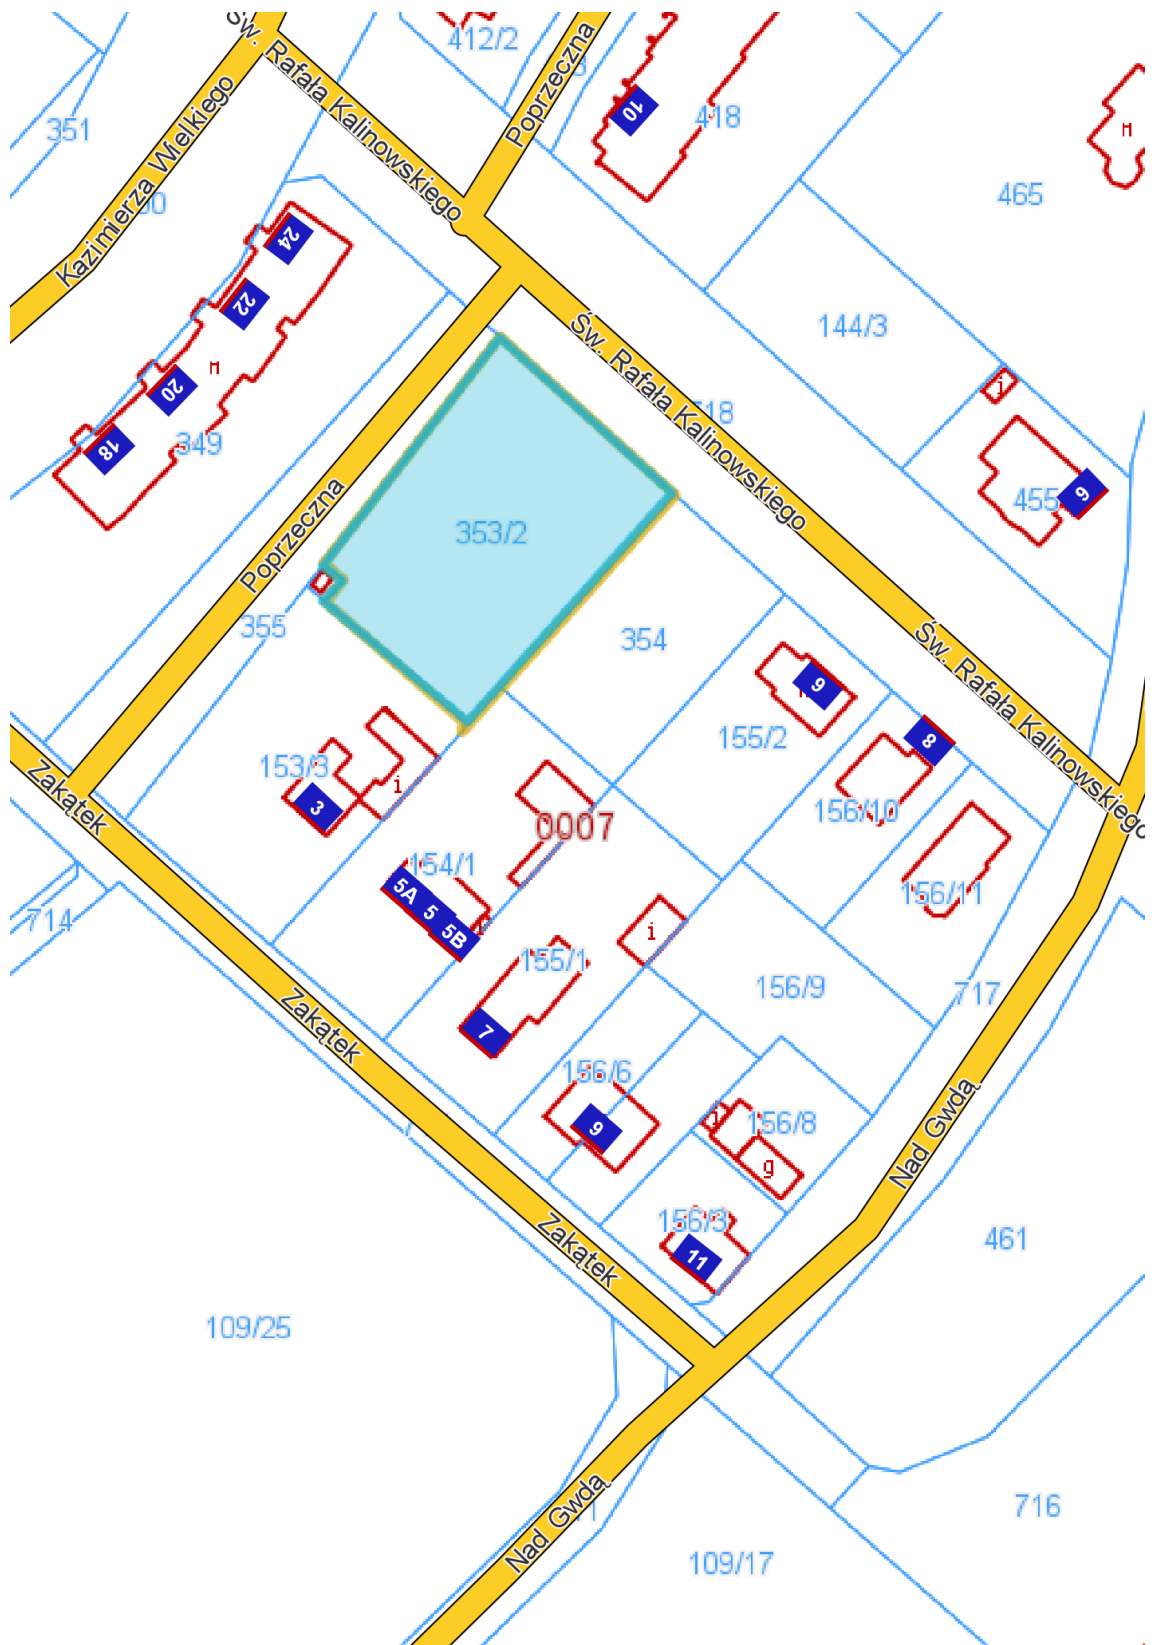 Św. Rafała Kalinowskiego
412/2
Poprzeczna
10
418
351
Kazimierza Wielkiego
M
465
24
22
144/3
Św. Rafała Kalinowskiego
M
20
i
18
349
455
6
353/2
Poprzeczna
355
354
Św. Rafała Kalinowskiego
9
155/2
8
153/3
i
3
156/10
Zakątek
0007
154/1
5A
5
5B
156/11
714
i
155/1
156/9
717
7
Zakątek
156/6
9
156/8
g
Nad Gwdą
156/3
11
Zakątek
461
109/25
716
Nad Gwdą
109/17